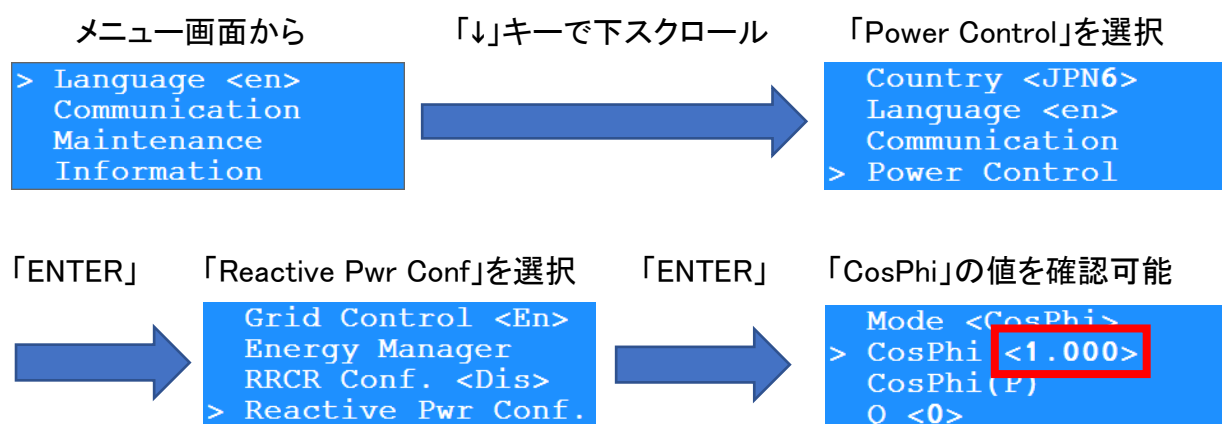 メニュー画面から
「↓」キーで下スクロール
「Power Control」を選択
> Language <en>
Communication
Maintenance
Information
Country <JPN6>
Language <en>
Communication
> Power Control
「ENTER」
「Reactive Pwr Conf」を選択
「ENTER」
「CosPhi」の値を確認可能
Grid Control <En>
Energy Manager
RRCR Conf. <Dis>
> Reactive Pwr Conf.
Mode <CosPhi>
> CosPhi <1.000>
CosPhi(P)
Q <0>